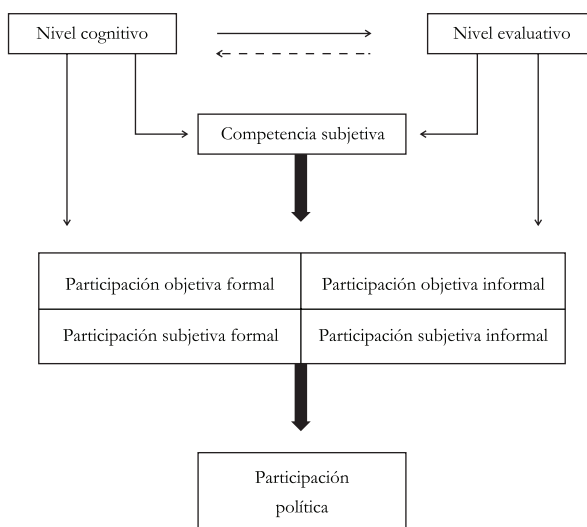 Nivel cognitivo
Nivel evaluativo
Competencia subjetiva
Participación objetiva formal
Participación objetiva informal
Participación subjetiva formal
Participación subjetiva informal
Participación
política